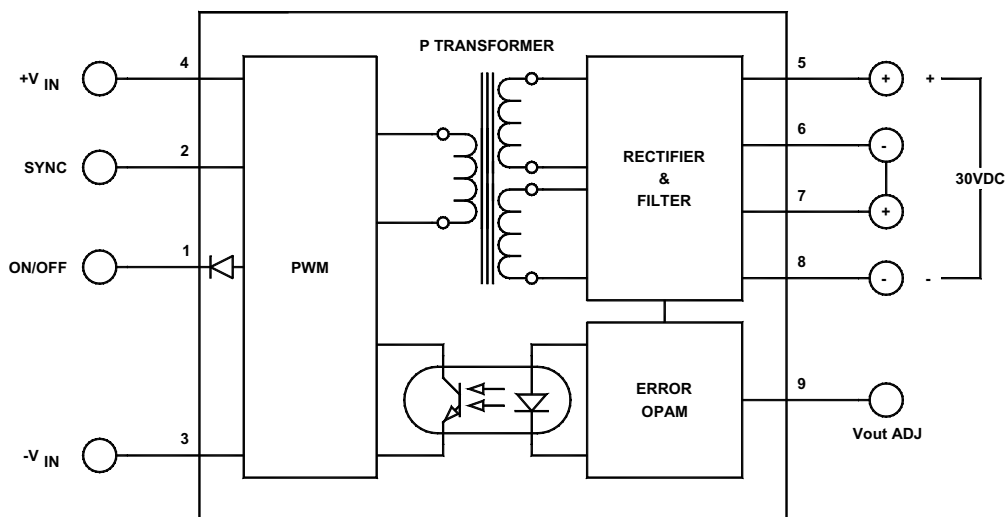 P TRANSFORMER
4
+V IN
2
SYNC
1
ON/OFF
3
-V IN
PWM
RECTIFIER
&
FILTER
ERROR
OPAM
5
+
+
6
-
7
+
30VDC
8
-
-
9
Vout ADJ